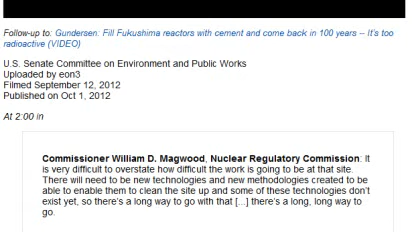 Follow-up to: Gundersen: Fill Fukushima reactors with cement and come back in 100 years – It's too
radioactive (VIDEO)
U.S. Senate Committee on Environment and Public Works
Uploaded by eon3
Filmed September 12, 2012
Published on Oct 1, 2012
At 2:00 in
Commissioner William D. Magwood, Nuclear Regulatory Commission: It
is very difficult to overstate how difficult the work is going to be at that site.
There will need to be new technologies and new methodologies created to be
able to enable them to clean the site up and some of these technologies don't
exist yet, so there's a long way to go with that [...] there's a long, long way to
go.